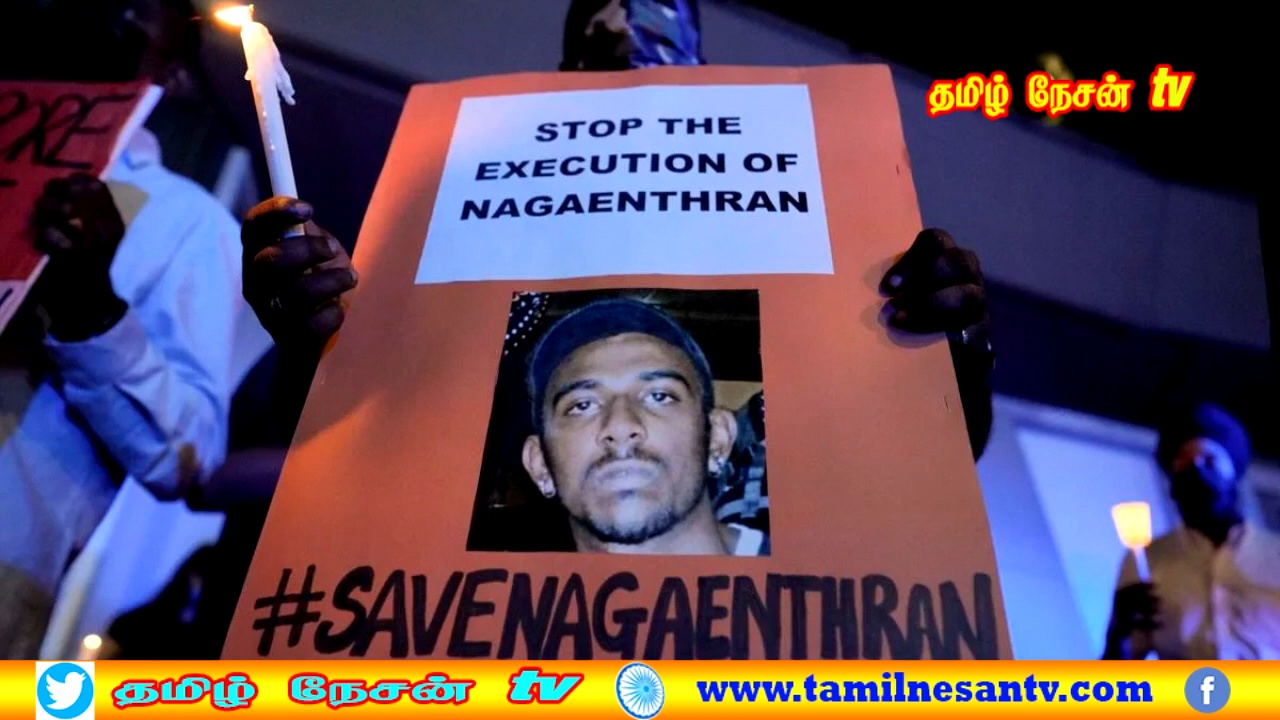 தமிழ் நேசன் tv
STOP THE
EXECUTION OF
NAGAENTHRAN
#SAVENAGAENTHRAN
தமிழ் நேசன் tv
www.tamilnesantv.com